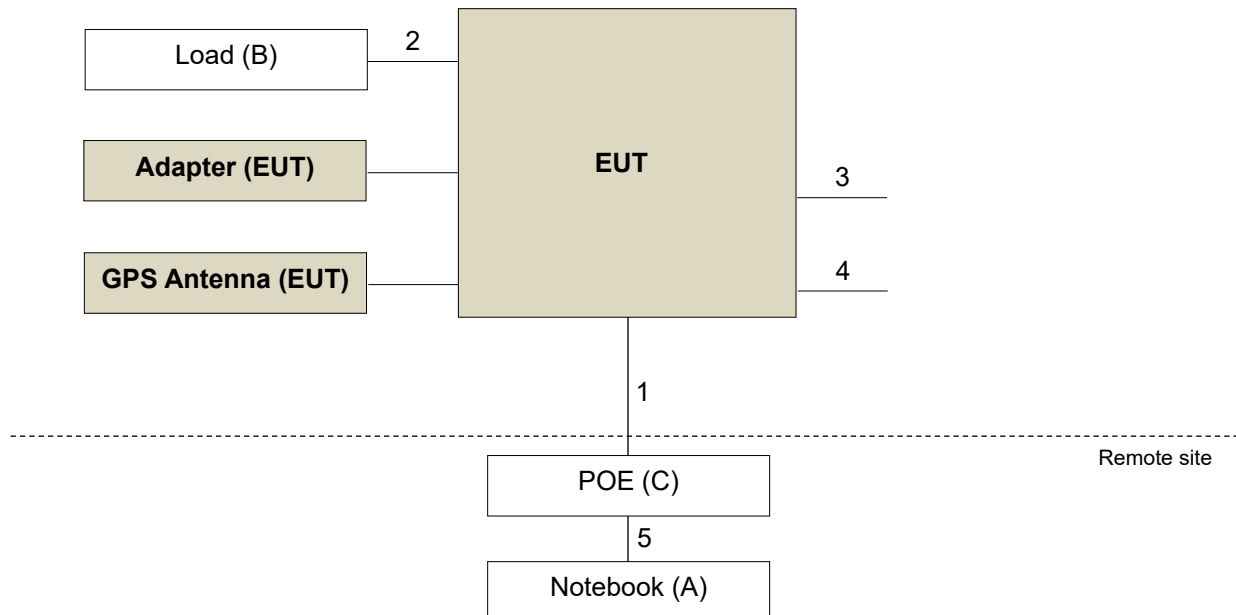 Load (B)
2
Adapter (EUT)
EUT
3
GPS Antenna (EUT)
4
1
Remote site
POE (C)
5
Notebook (A)